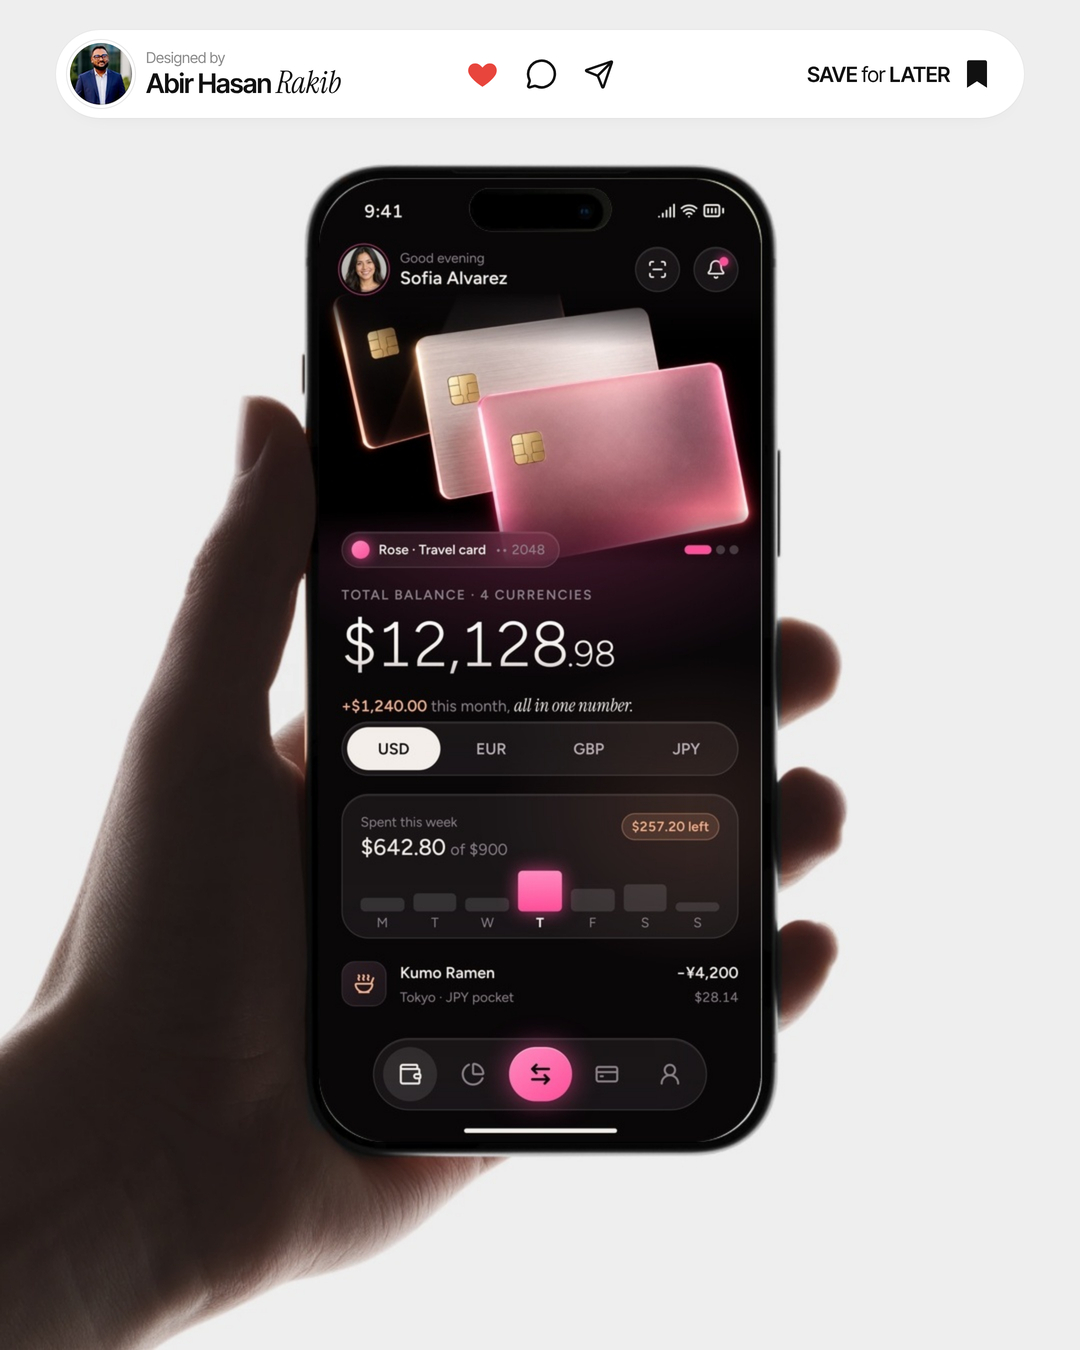 Designed by
Abir Hasan Rakib
SAVE for LATER
9:41
Good evening
Sofia Alvarez
Rose · Travel card ·· 2048
TOTAL BALANCE · 4 CURRENCIES
$12,128.98
+$1,240.00 this month, all in one number.
USD EUR GBP JPY
Spent this week
$642.80 of $900
$257.20 left
M T W T F S S
Kumo Ramen
-¥4,200
Tokyo · JPY pocket
$28.14